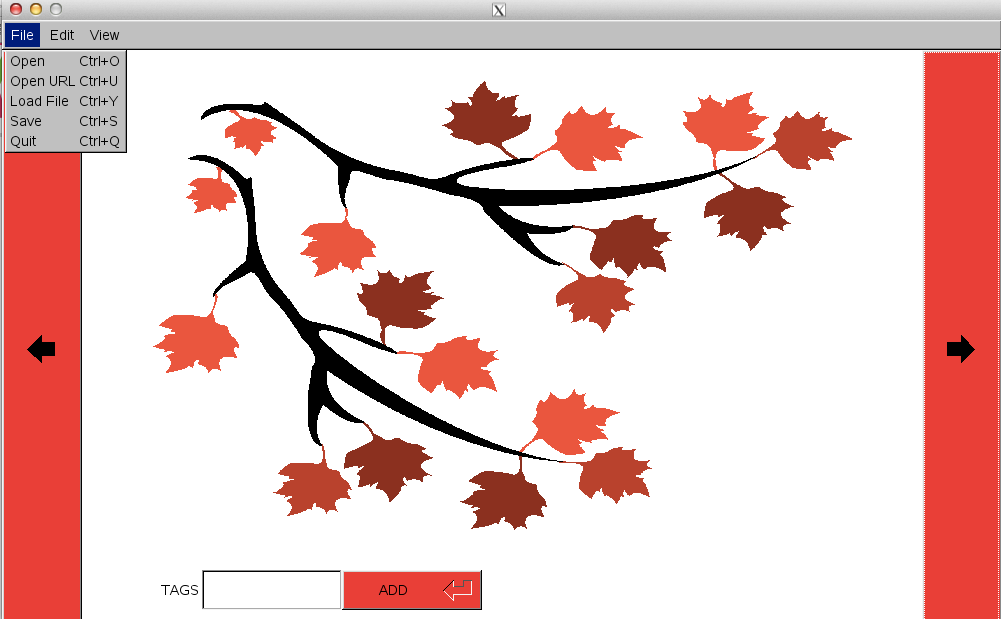 X
File Edit View
Open Ctrl+O
Open URL Ctrl+U
Load File Ctrl+Y
Save Ctrl+S
Quit Ctrl+Q
TAGS ADD